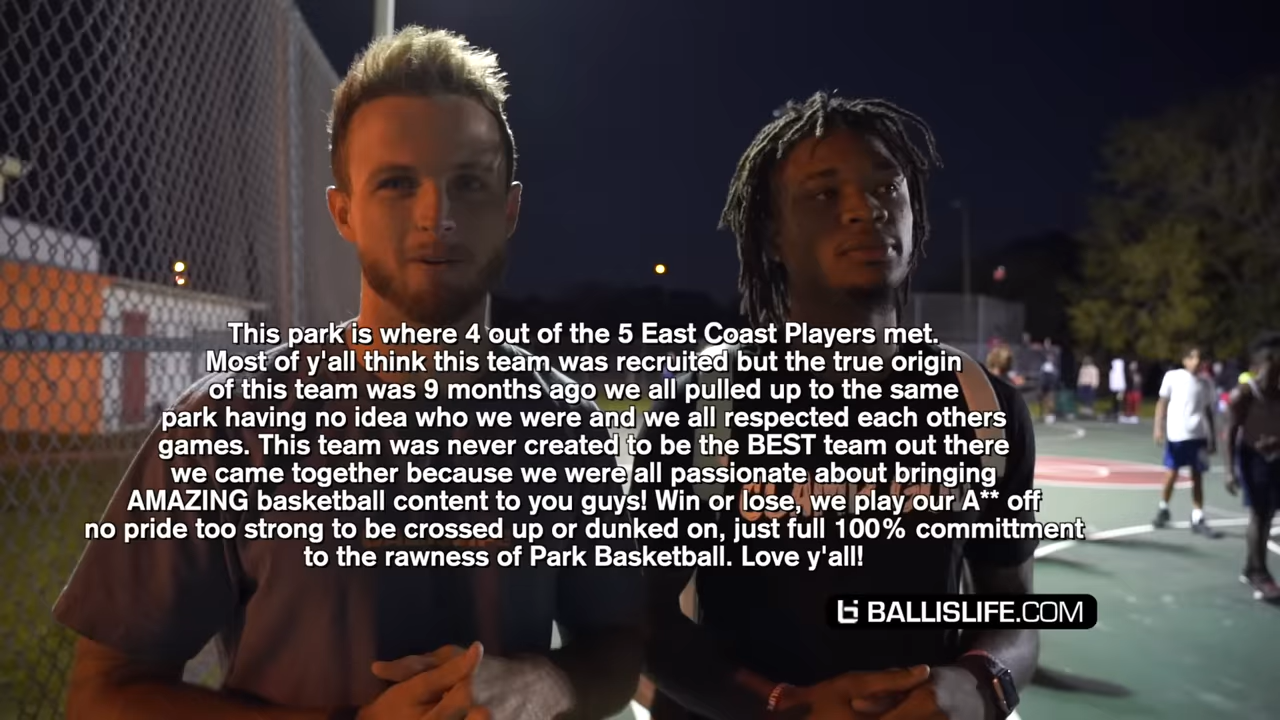 This park is where 4 out of the 5 East Coast Players met.
Most of y'all think this team was recruited but the true origin
of this team was 9 months ago we all pulled up to the same
park having no idea who we were and we all respected each others
games. This team was never created to be the BEST team out there
we came together because we were all passionate about bringing
AMAZING basketball content to you guys! Win or lose, we play our A** off
no pride too strong to be crossed up or dunked on, just full 100% committment
to the rawness of Park Basketball. Love y'all!
BALLISLIFE.COM